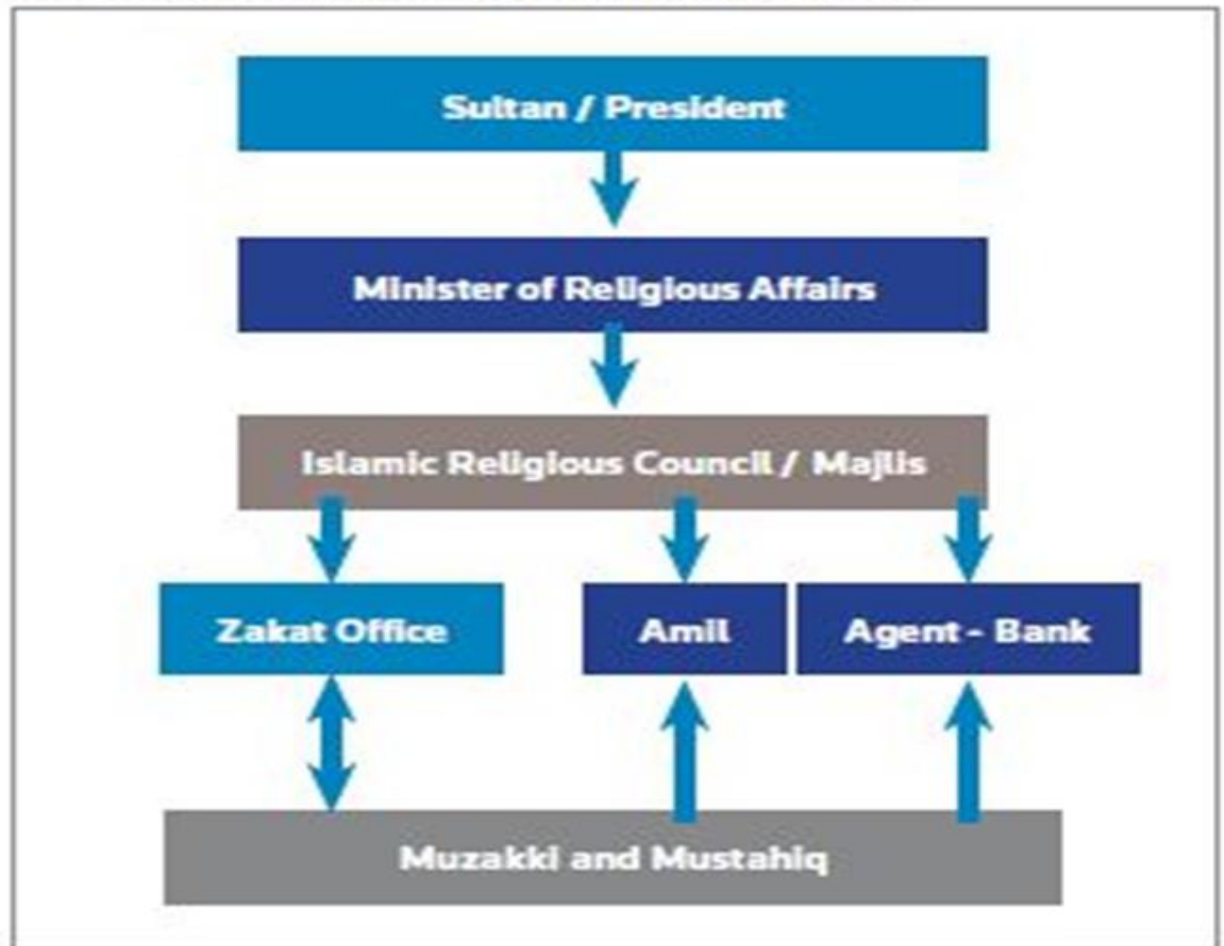 Sultan / President
Minister of Religious Affairs
Islamic Religious Council / Majlis
Zakat Office
Amil
Agent - Bank
Muzakki and Mustahiq